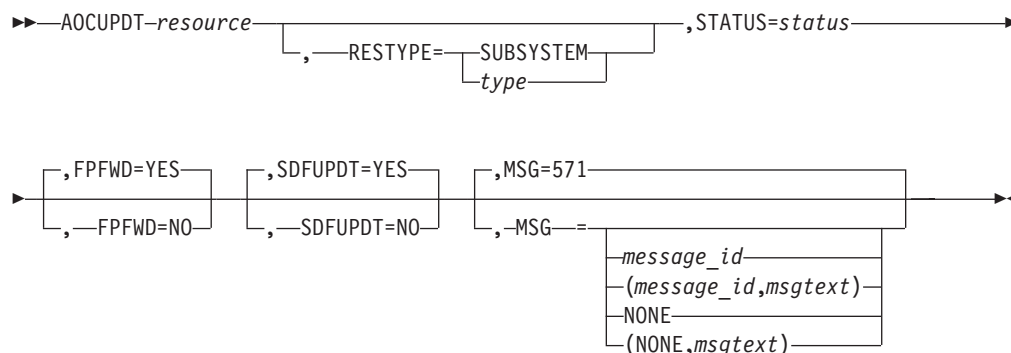 AOCUPDT resource ,STATUS=status
, RESTYPE= SUBSYSTEM
type
,FPFWD=YES ,SDFUPDT=YES ,MSG=571
, FPFWD=NO , SDFUPDT=NO , MSG =
message_id
(message_id,msgtext)
NONE
(NONE,msgtext)